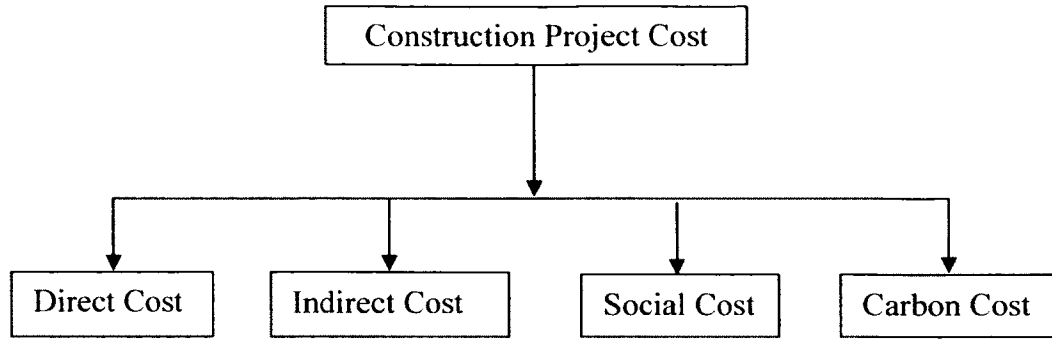 Construction Project Cost
Direct Cost
Indirect Cost
Social Cost
Carbon Cost